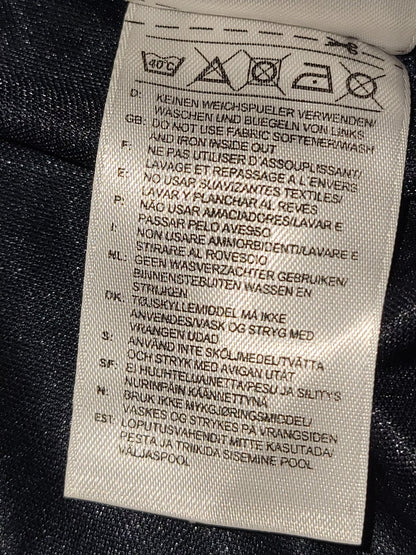 40°C
D: KEINEN WEICHSPUELER VERWENDEN/
WASCHEN UND BUEGELN VON LINKS
GB: DO NOT USE FABRIC SOFTENER/WASH
AND IRON INSIDE OUT
F: NE PAS UTILISER D'ASSOUPLISSANT/
LAVAGE ET REPASSAGE A L'ENVERS
E: NO USAR SUAVIZANTES TEXTILES/
LAVAR Y PLANCHAR AL REVES
P: NÃO USAR AMACIADORES/LAVAR E
PASSAR PELO AVESSO
I: NON USARE AMMORBIDENTI/LAVARE E
STIRARE AL ROVESCIO
NL: GEEN WASVERZACHTER GEBRUIKEN/
BINNENSTEBUITEN WASSEN EN
STRIJKEN
DK: TØJSKYLLEMIDDEL MÅ IKKE
ANVENDES/VASK OG STRYG MED
VRANGEN UDAD
S: ANVÄND INTE SKÖLJMEDEL/TVÄTTA
OCH STRYK MED AVIGAN UTÅT
SF: EI HUUHTELUAINETTA/PESU JA SILITYS
NURINPÄIN KÄÄNNETTYNÄ
N: BRUK IKKE MYKGJØRINGSMIDDEL/
VASKES OG STRYKES PÅ VRANGSIDEN
EST: LOPUTUSVAHENDIT MITTE KASUTADA/
PESTA JA TRIIKIDA SISEMINE POOL
VÄLJASPOOL